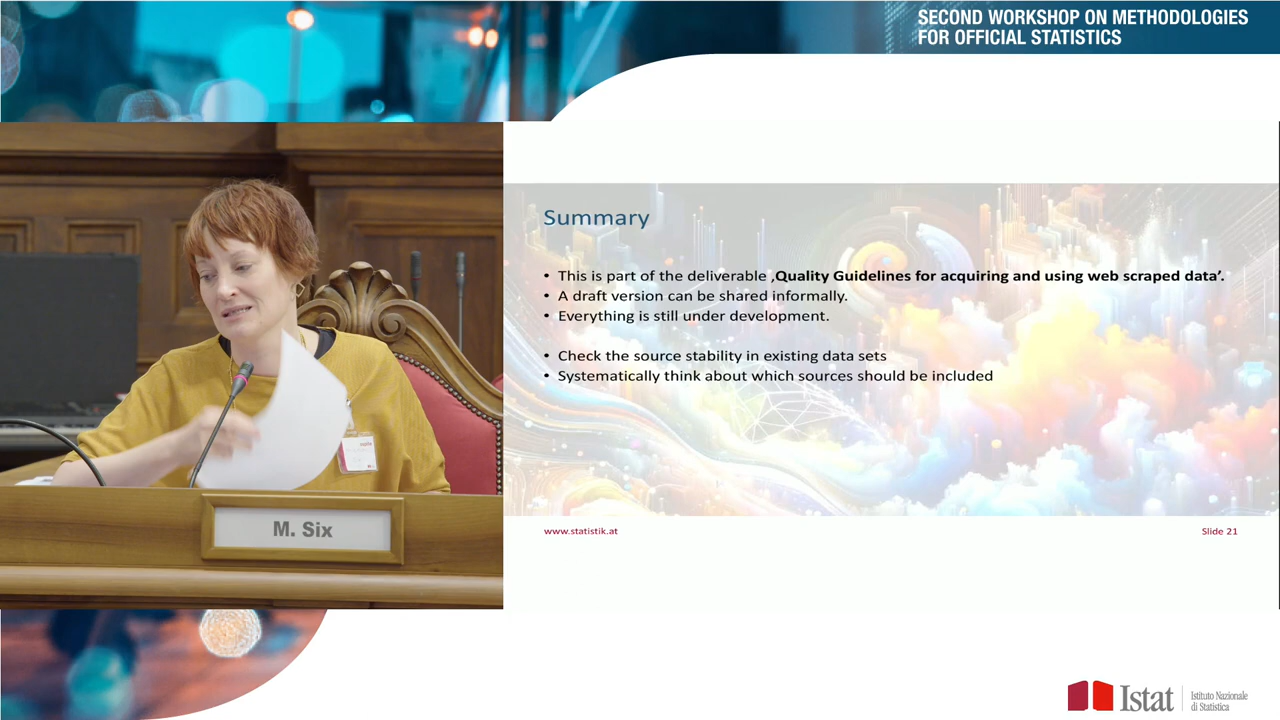 SECOND WORKSHOP ON METHODOLOGIES
FOR OFFICIAL STATISTICS
Summary
• This is part of the deliverable ‚Quality Guidelines for acquiring and using web scraped data'.
• A draft version can be shared informally.
• Everything is still under development.
• Check the source stability in existing data sets
• Systematically think about which sources should be included
www.statistik.at
Slide 21
M. Six
Istat
Istituto Nazionale
di Statistica